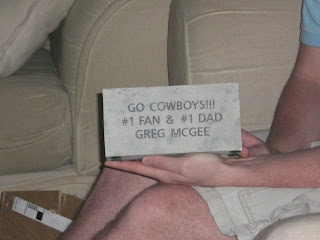 GO COWBOYS!!!
#1 FAN & #1 DAD
GREG MCGEE